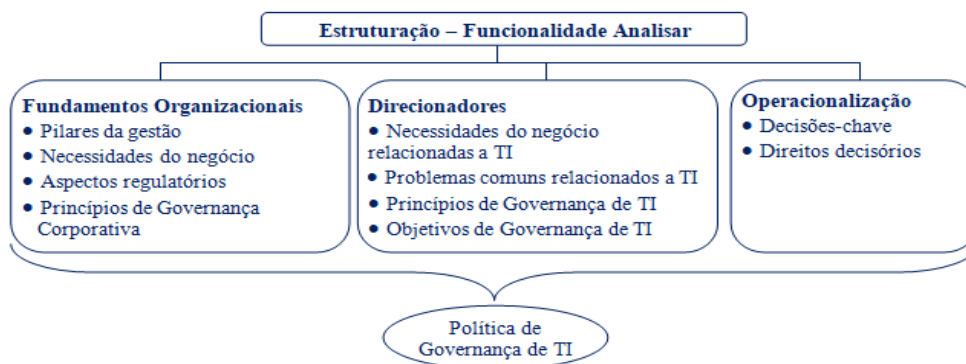 Estruturação – Funcionalidade Analisar
Fundamentos Organizacionais
• Pilares da gestão
• Necessidades do negócio
• Aspectos regulatórios
• Princípios de Governança
Corporativa
Direcionadores
• Necessidades do negócio
relacionadas a TI
• Problemas comuns relacionados a TI
• Princípios de Governança de TI
• Objetivos de Governança de TI
Operacionalização
• Decisões-chave
• Direitos decisórios
Política de
Governança de TI